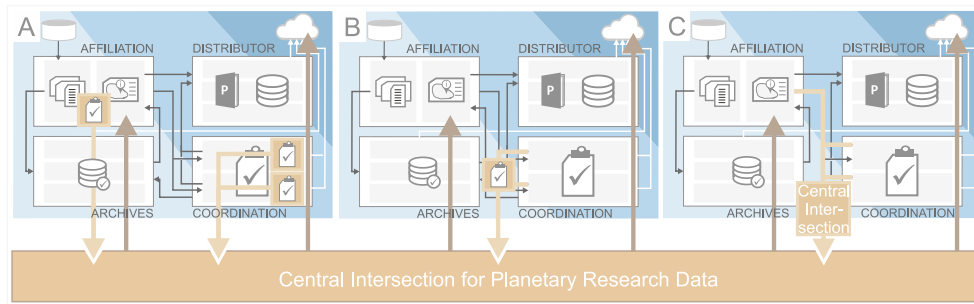 A
AFFILIATION
DISTRIBUTOR
P
ARCHIVES
COORDINATION
B
AFFILIATION
DISTRIBUTOR
P
ARCHIVES
COORDINATION
C
AFFILIATION
DISTRIBUTOR
P
ARCHIVES
Central
Inter-
section
COORDINATION
Central Intersection for Planetary Research Data